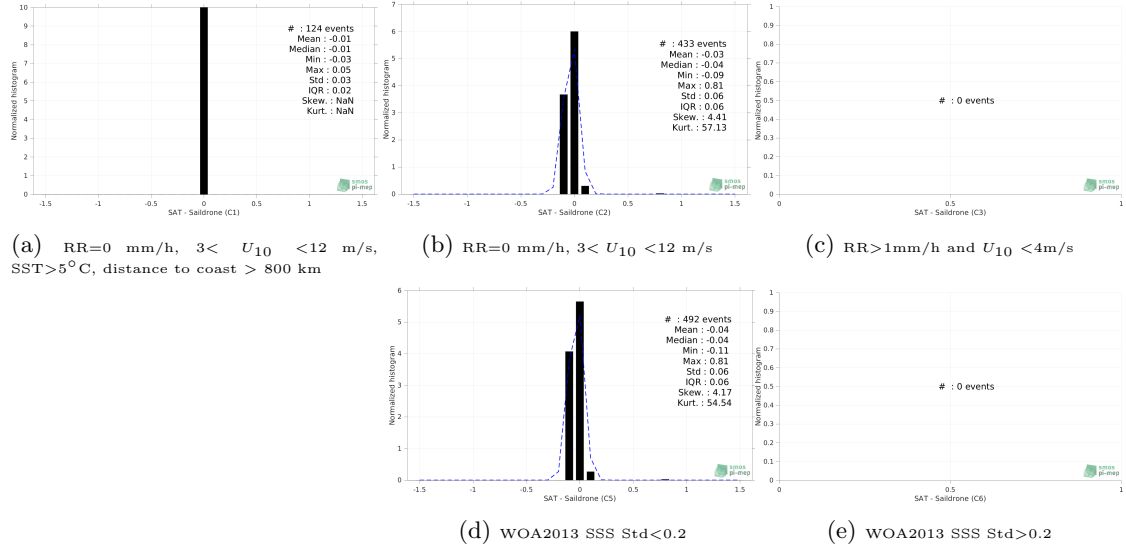 10
9
8
7
6
5
4
3
2
1
0
Normalized histogram
# : 124 events
Mean : -0.01
Median : -0.01
Min : -0.03
Max : 0.05
Std : 0.03
IQR : 0.02
Skew. : NaN
Kurt. : NaN
smos
pi-mep
-1.5 -1 -0.5 0 0.5 1 1.5
SAT - Saildrone (C1)
(a) RR=0 mm/h, 3< U10 <12 m/s,
SST>5°C, distance to coast > 800 km
7
6
5
4
3
2
1
0
Normalized histogram
# : 433 events
Mean : -0.03
Median : -0.04
Min : -0.09
Max : 0.81
Std : 0.06
IQR : 0.06
Skew. : 4.41
Kurt. : 57.13
smos
pi-mep
-1.5 -1 -0.5 0 0.5 1 1.5
SAT - Saildrone (C2)
(b) RR=0 mm/h, 3< U10 <12 m/s
1
0.9
0.8
0.7
0.6
0.5
0.4
0.3
0.2
0.1
0
Normalized histogram
# : 0 events
smos
pi-mep
0 0.5 1
SAT - Saildrone (C3)
(c) RR>1mm/h and U10 <4m/s
6
5
4
3
2
1
0
Normalized histogram
# : 492 events
Mean : -0.04
Median : -0.04
Min : -0.11
Max : 0.81
Std : 0.06
IQR : 0.06
Skew. : 4.17
Kurt. : 54.54
smos
pi-mep
-1.5 -1 -0.5 0 0.5 1 1.5
SAT - Saildrone (C5)
(d) WOA2013 SSS Std<0.2
1
0.9
0.8
0.7
0.6
0.5
0.4
0.3
0.2
0.1
0
Normalized histogram
# : 0 events
smos
pi-mep
0 0.5 1
SAT - Saildrone (C6)
(e) WOA2013 SSS Std>0.2